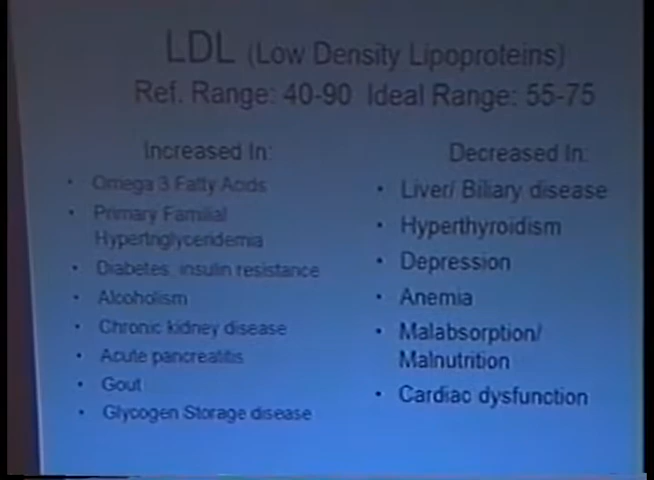 LDL (Low Density Lipoproteins)
Ref. Range: 40-90 Ideal Range: 55-75
Increased In:
• Omega 3 Fatty Acids
• Primary Familial
Hypertriglyceridemia
• Diabetes, insulin resistance
• Alcoholism
• Chronic kidney disease
• Acute pancreatitis
• Gout
• Glycogen Storage disease
Decreased In:
• Liver/ Biliary disease
• Hyperthyroidism
• Depression
• Anemia
• Malabsorption/
Malnutrition
• Cardiac dysfunction